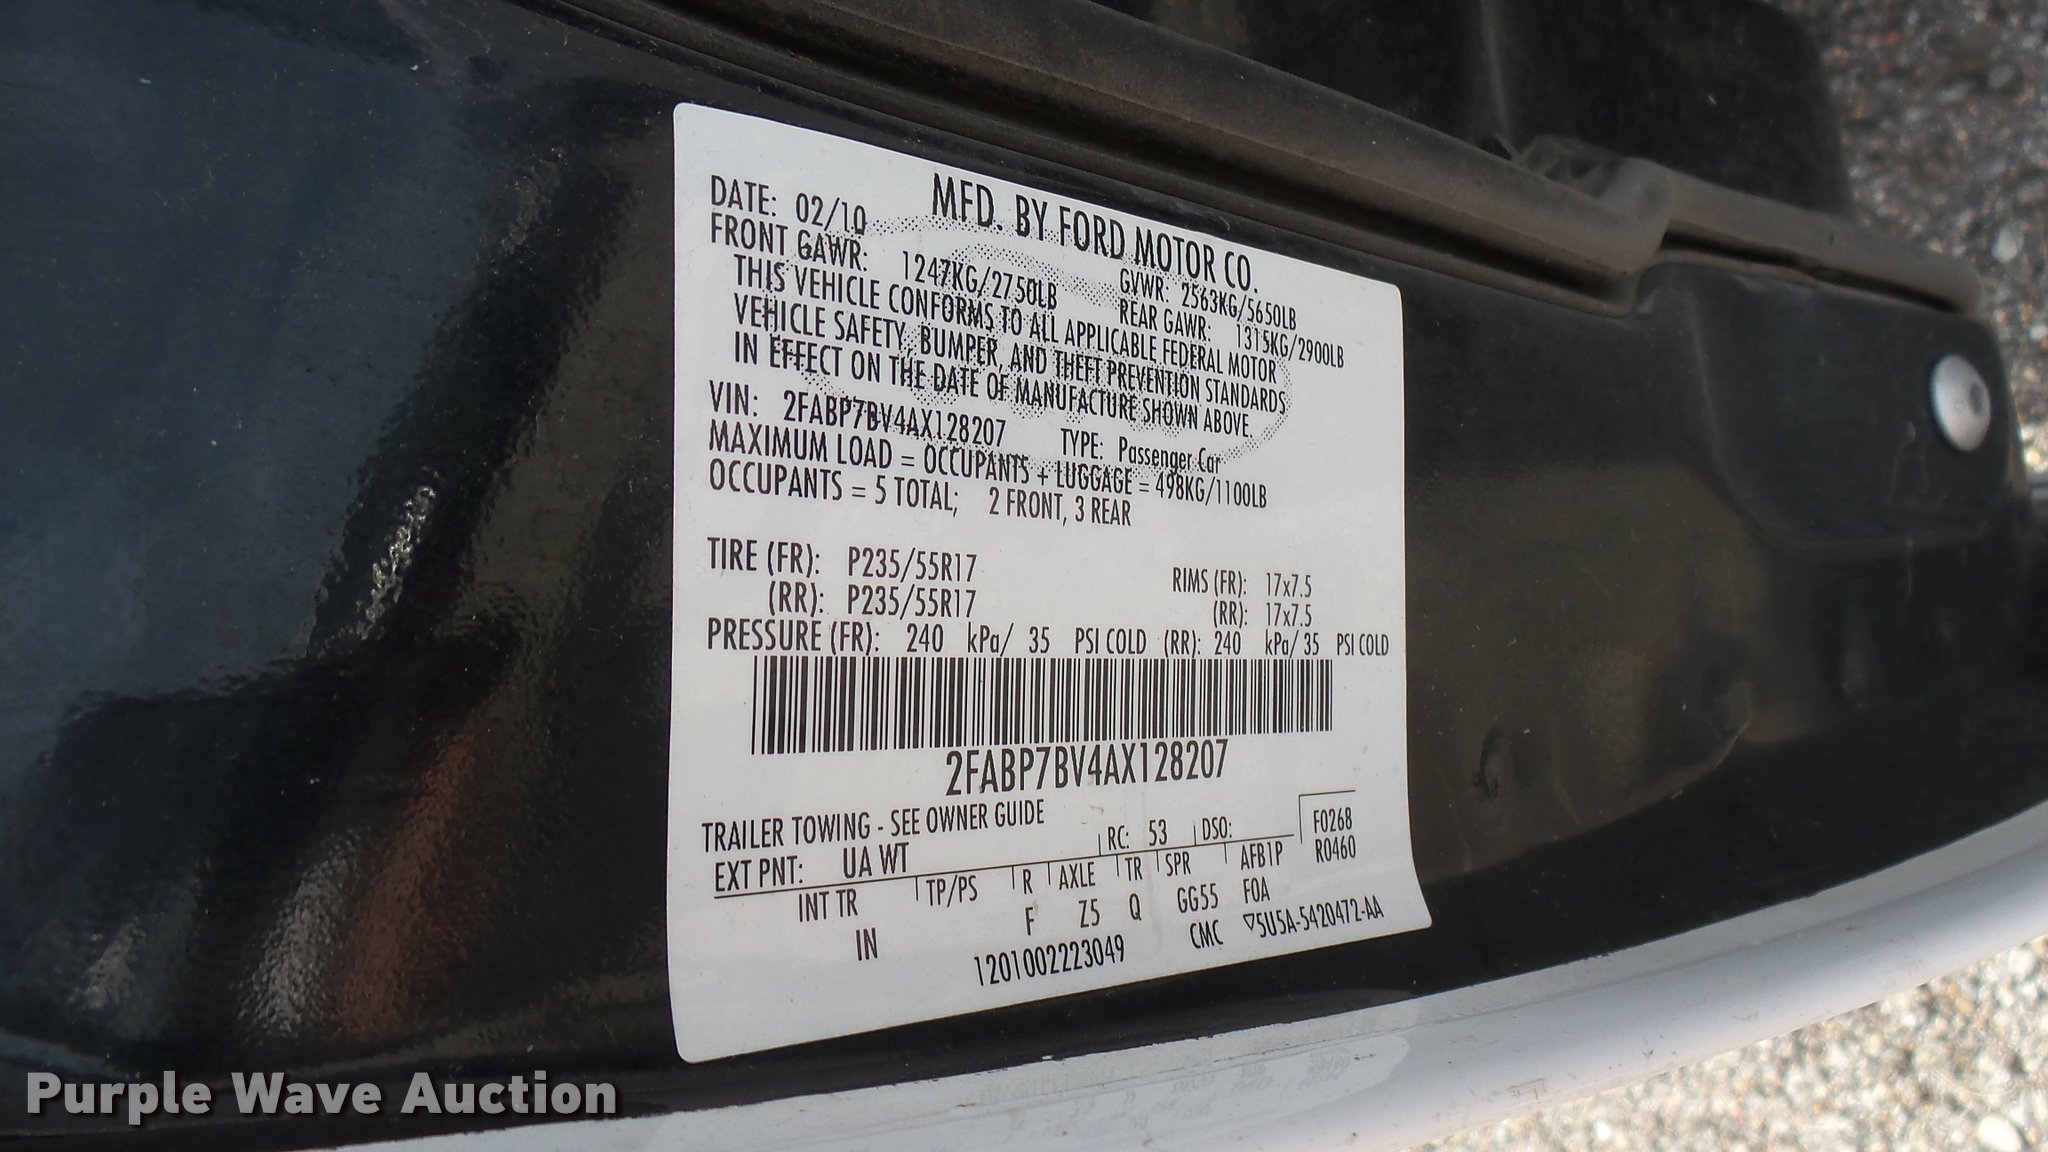 MFD. BY FORD MOTOR CO.
DATE: 02/10 GVWR: 2563KG/5650LB
FRONT GAWR: 1247KG/2750LB REAR GAWR: 1315KG/2900LB
THIS VEHICLE CONFORMS TO ALL APPLICABLE FEDERAL MOTOR
VEHICLE SAFETY, BUMPER, AND THEFT PREVENTION STANDARDS
IN EFFECT ON THE DATE OF MANUFACTURE SHOWN ABOVE.
VIN: 2FABP7BV4AX128207 TYPE: Passenger Car
MAXIMUM LOAD = OCCUPANTS + LUGGAGE = 498KG/1100LB
OCCUPANTS = 5 TOTAL; 2 FRONT, 3 REAR
TIRE (FR): P235/55R17 RIMS (FR): 17x7.5
(RR): P235/55R17 (RR): 17x7.5
PRESSURE (FR): 240 kPa/ 35 PSI COLD (RR): 240 kPa/ 35 PSI COLD
2FABP7BV4AX128207
TRAILER TOWING - SEE OWNER GUIDE
EXT PNT: UA WT RC: 53 DSO: F0268
INT TR TP/PS R AXLE TR SPR AFB1P R0460
IN F Z5 Q GG55 FOA
1201002223049 CMC ▽5U5A-5420472-AA
Purple Wave Auction